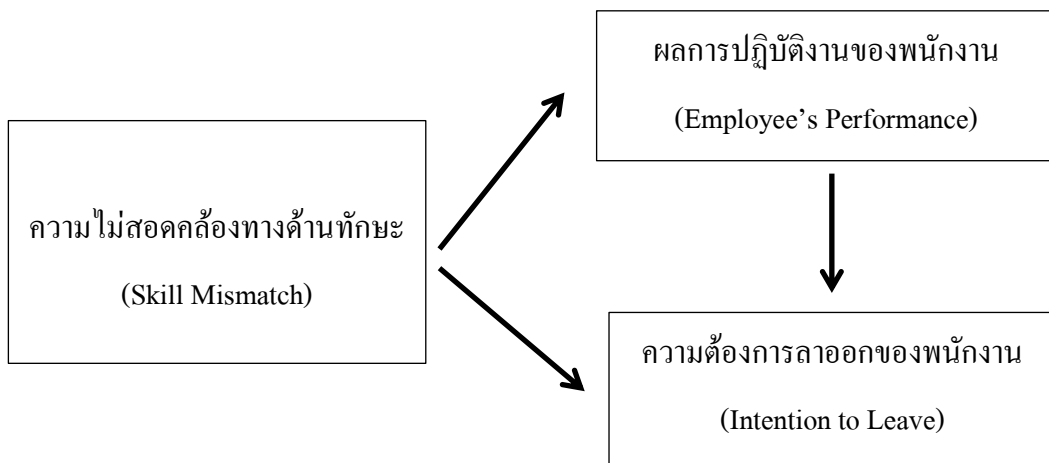 ผลการปฏิบัติงานของพนักงาน
(Employee’s Performance)
ความไม่สอดคล้องทางด้านทักษะ
(Skill Mismatch)
ความต้องการลาออกของพนักงาน
(Intention to Leave)